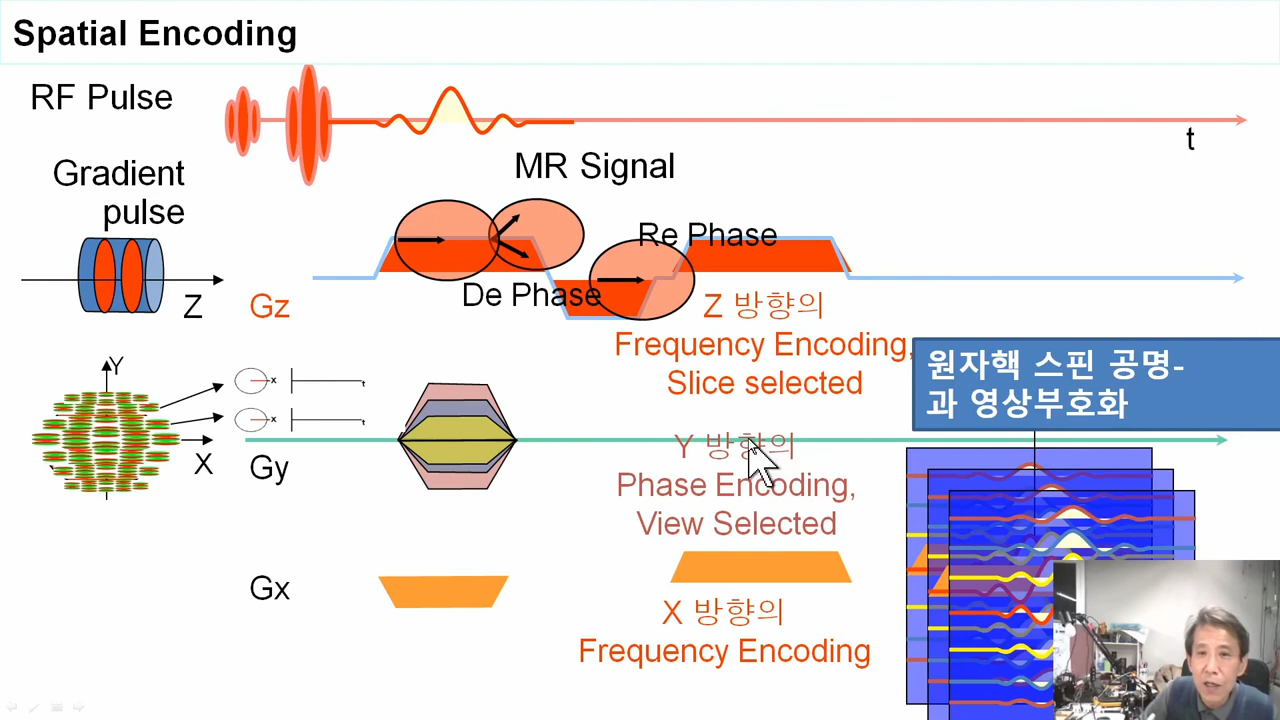 Spatial Encoding
RF Pulse
t
MR Signal
Gradient
pulse
Re Phase
De Phase
Z
Gz
Z 방향의
Frequency Encoding,
Slice selected
원자핵 스핀 공명-
과 영상부호화
Y
x
t
x
t
X
Gy
Y 방향의
Phase Encoding,
View Selected
Gx
X 방향의
Frequency Encoding